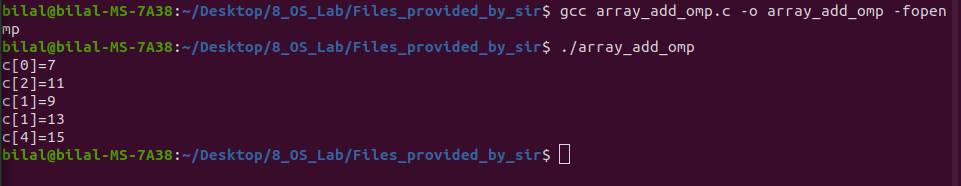 bilal@bilal-MS-7A38:~/Desktop/8_OS_Lab/Files_provided_by_sir$ gcc array_add_omp.c -o array_add_omp -fopen
mp
bilal@bilal-MS-7A38:~/Desktop/8_OS_Lab/Files_provided_by_sir$ ./array_add_omp
c[0]=7
c[2]=11
c[1]=9
c[1]=13
c[4]=15
bilal@bilal-MS-7A38:~/Desktop/8_OS_Lab/Files_provided_by_sir$